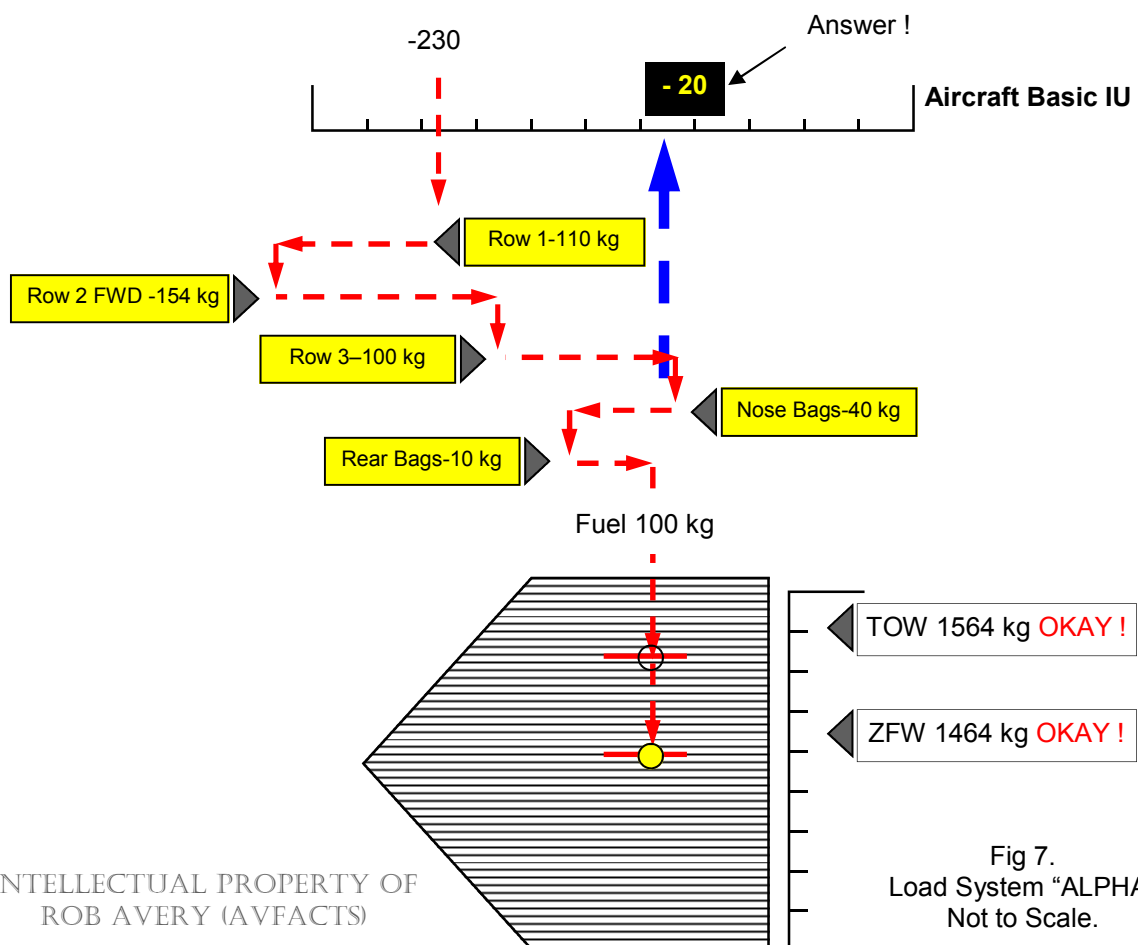 Answer !
-230
- 20
Aircraft Basic IU
Row 1-110 kg
Row 2 FWD -154 kg
Row 3–100 kg
Nose Bags-40 kg
Rear Bags-10 kg
Fuel 100 kg
TOW 1564 kg OKAY !
ZFW 1464 kg OKAY !
Fig 7.
Load System “ALPHA
Not to Scale.
NTELLECTUAL PROPERTY OF
ROB AVERY (AVFACTS)